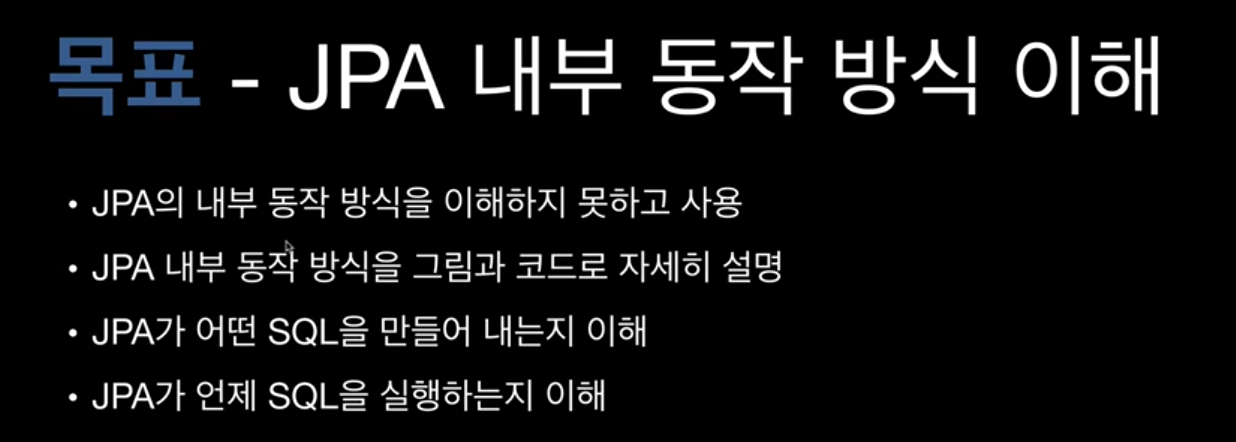 목표 - JPA 내부 동작 방식 이해
• JPA의 내부 동작 방식을 이해하지 못하고 사용
• JPA 내부 동작 방식을 그림과 코드로 자세히 설명
• JPA가 어떤 SQL을 만들어 내는지 이해
• JPA가 언제 SQL을 실행하는지 이해